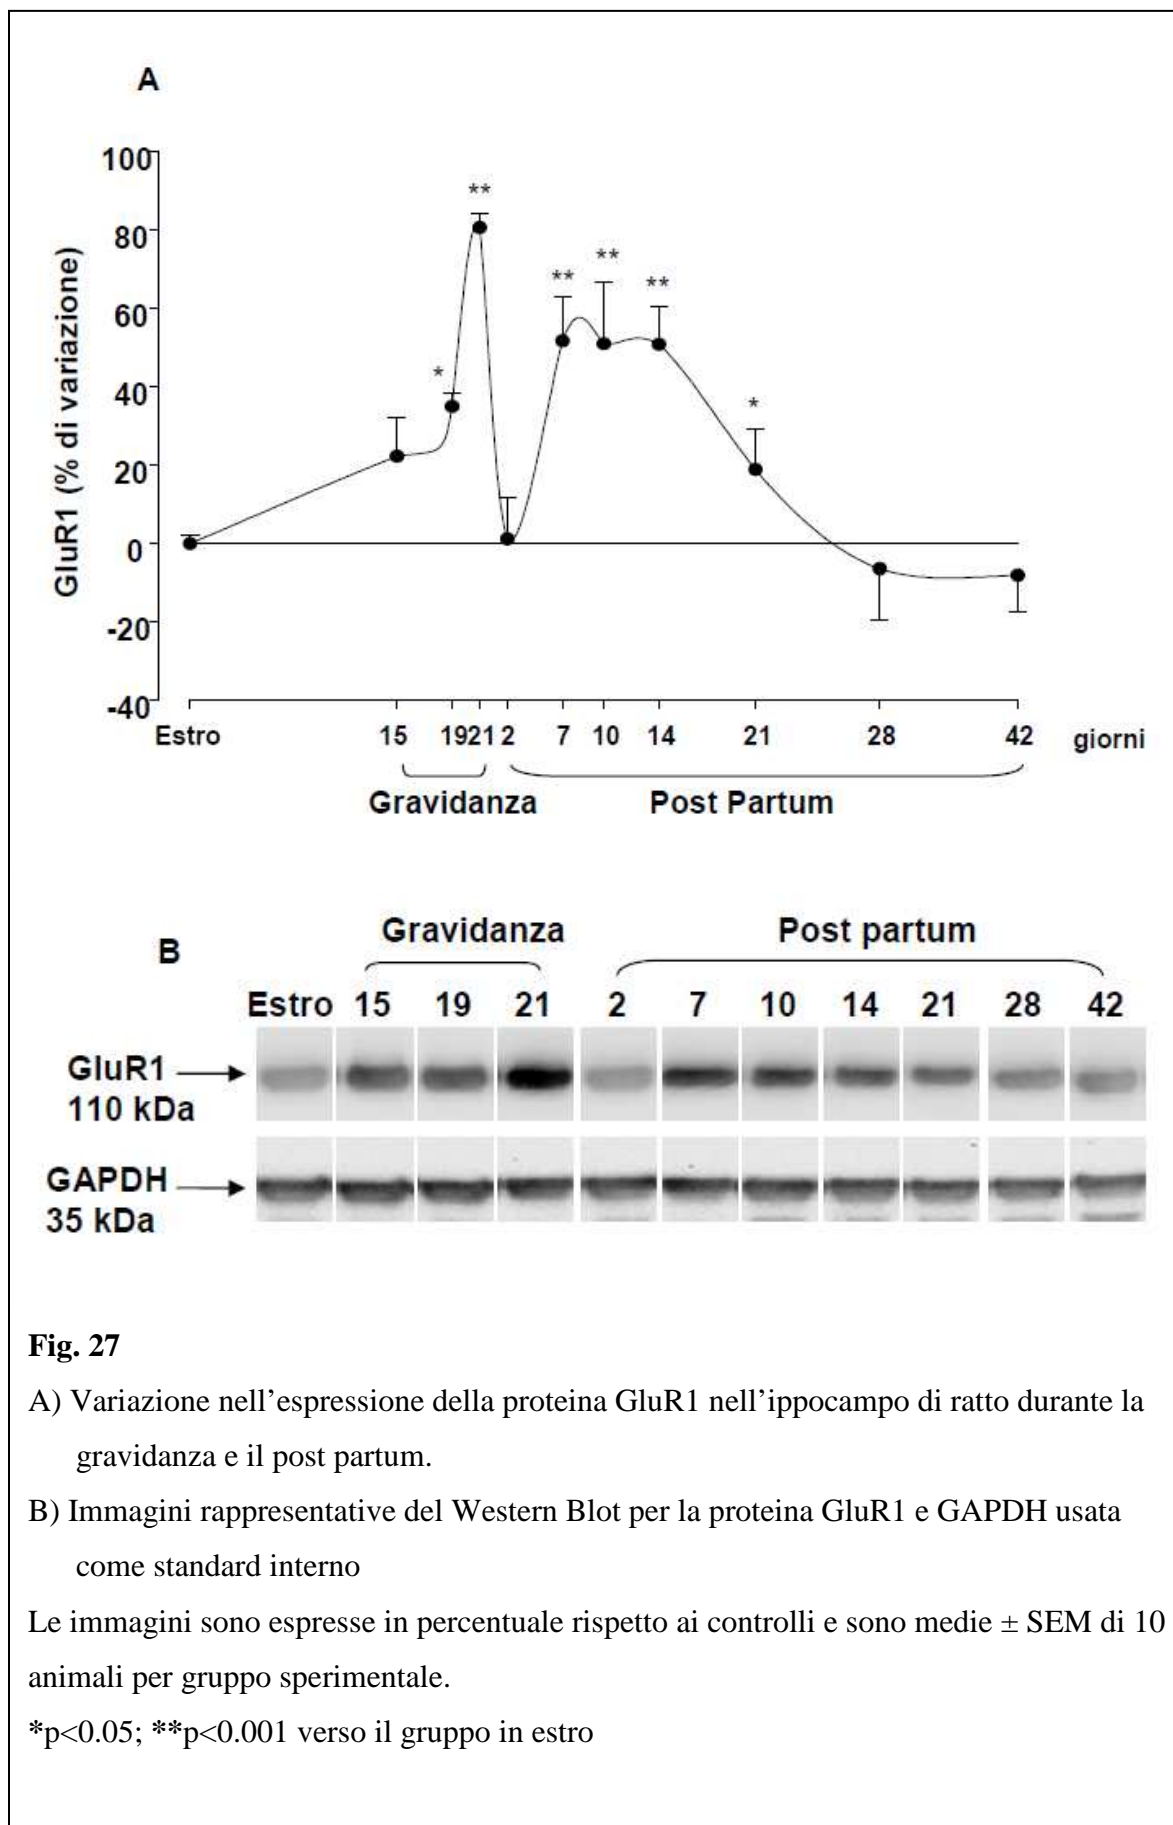 A
GluR1 (% di variazione)
100
80
60
40
20
0
-20
-40
*
**
**
**
**
*
Estro 15 19 21 2 7 10 14 21 28 42 giorni
Gravidanza Post Partum
B
Gravidanza Post partum
Estro 15 19 21 2 7 10 14 21 28 42
GluR1
110 kDa
GAPDH
35 kDa
Fig. 27
A) Variazione nell’espressione della proteina GluR1 nell’ippocampo di ratto durante la
gravidanza e il post partum.
B) Immagini rappresentative del Western Blot per la proteina GluR1 e GAPDH usata
come standard interno
Le immagini sono espresse in percentuale rispetto ai controlli e sono medie ± SEM di 10
animali per gruppo sperimentale.
*p<0.05; **p<0.001 verso il gruppo in estro